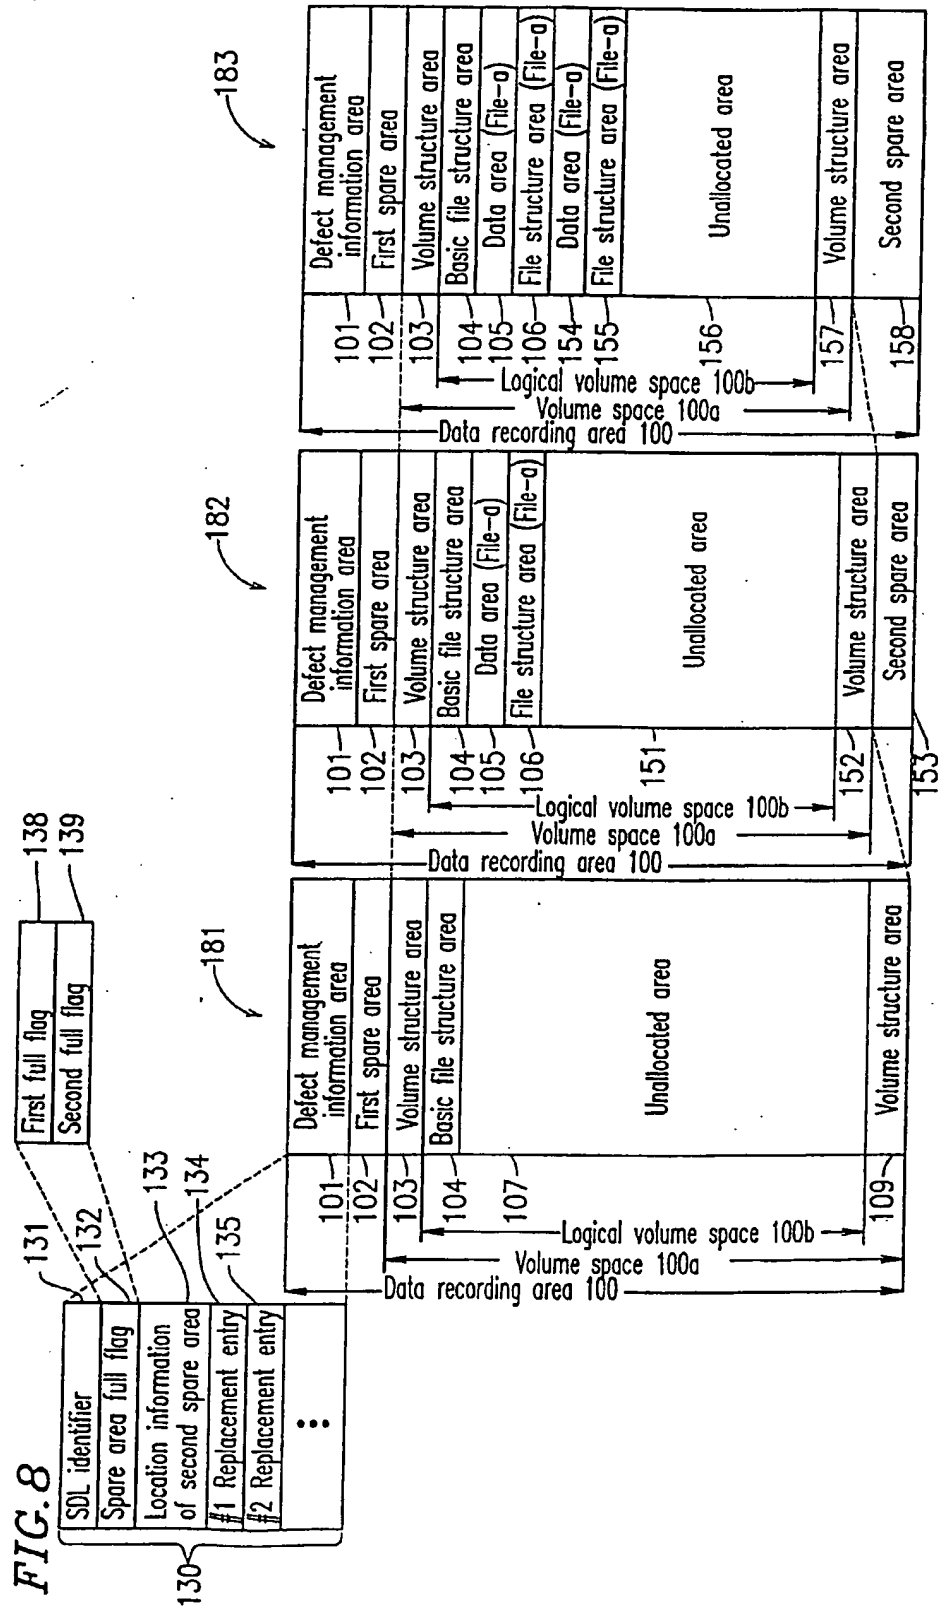 FIG.8
130
SDL identifier
Spare area full flag
Location information
of second spare area
#1 Replacement entry
#2 Replacement entry
131
132
133
134
135
First full flag
Second full flag
138
139
181
Defect management
information area
First spare area
Volume structure area
Basic file structure area
Unallocated area
Volume structure area
101
102
103
104
107
109
Logical volume space 100b
Volume space 100a
Data recording area 100
182
Defect management
information area
First spare area
Volume structure area
Basic file structure area
Data area (File-a)
File structure area (File-a)
Unallocated area
Volume structure area
Second spare area
101
102
103
104
105
106
151
152
153
Logical volume space 100b
Volume space 100a
Data recording area 100
183
Defect management
information area
First spare area
Volume structure area
Basic file structure area
Data area (File-a)
File structure area (File-a)
Data area (File-a)
File structure area (File-a)
Unallocated area
Volume structure area
Second spare area
101
102
103
104
105
106
154
155
156
157
158
Logical volume space 100b
Volume space 100a
Data recording area 100